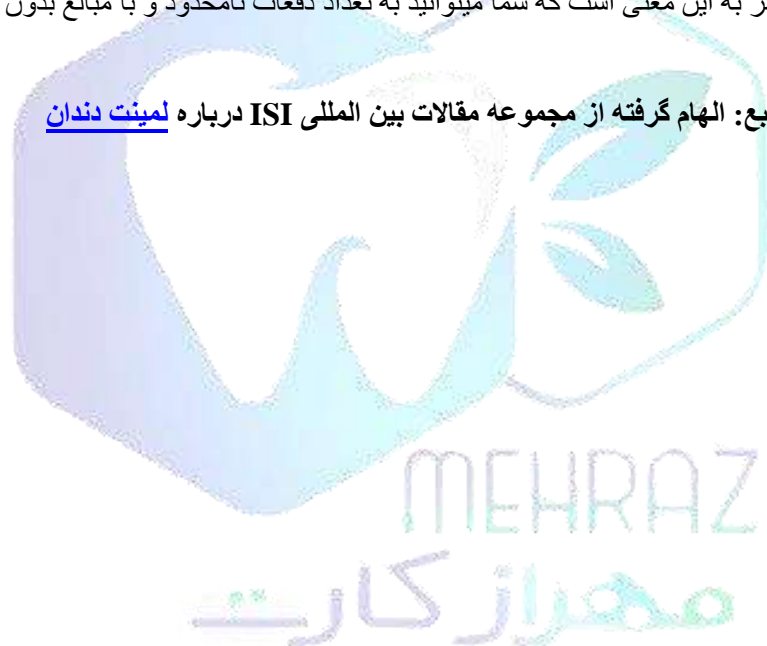 ر به این معنی است که شما میتوانید به تعداد دفعات نامحدود و با مبالغ بدون
بع: الهام گرفته از مجموعه مقالات بین المللی ISI درباره لمینت دندان
MEHRAZ
مهراز کارت